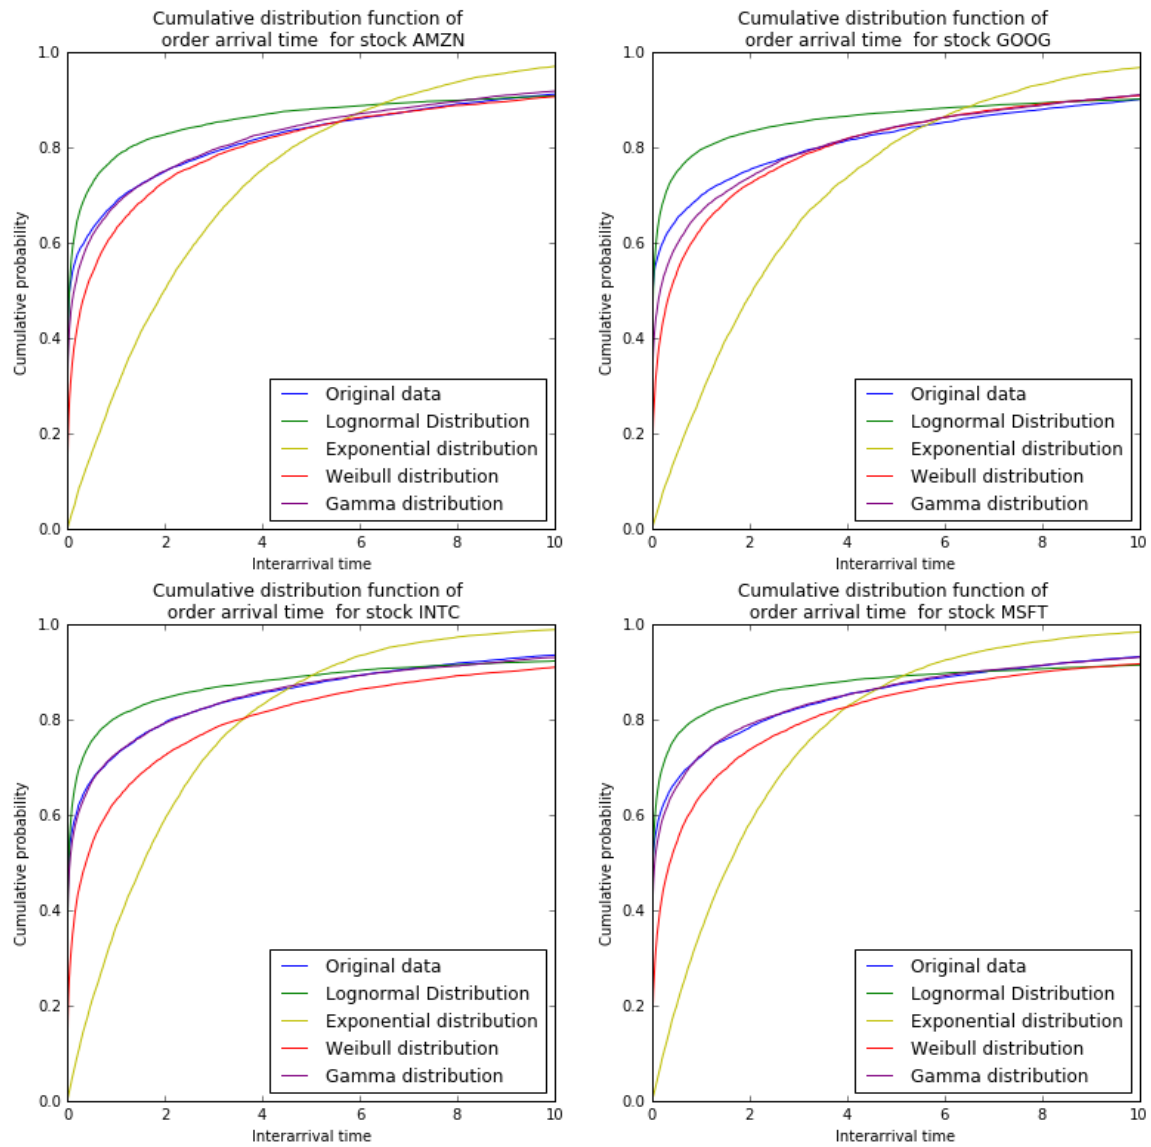 Cumulative distribution function of
order arrival time  for stock AMZN
1.0
0.8
0.6
0.4
0.2
0.0
Cumulative probability
Original data
Lognormal Distribution
Exponential distribution
Weibull distribution
Gamma distribution
0 2 4 6 8 10
Interarrival time
Cumulative distribution function of
order arrival time  for stock GOOG
1.0
0.8
0.6
0.4
0.2
0.0
Cumulative probability
Original data
Lognormal Distribution
Exponential distribution
Weibull distribution
Gamma distribution
0 2 4 6 8 10
Interarrival time
Cumulative distribution function of
order arrival time  for stock INTC
1.0
0.8
0.6
0.4
0.2
0.0
Cumulative probability
Original data
Lognormal Distribution
Exponential distribution
Weibull distribution
Gamma distribution
0 2 4 6 8 10
Interarrival time
Cumulative distribution function of
order arrival time  for stock MSFT
1.0
0.8
0.6
0.4
0.2
0.0
Cumulative probability
Original data
Lognormal Distribution
Exponential distribution
Weibull distribution
Gamma distribution
0 2 4 6 8 10
Interarrival time